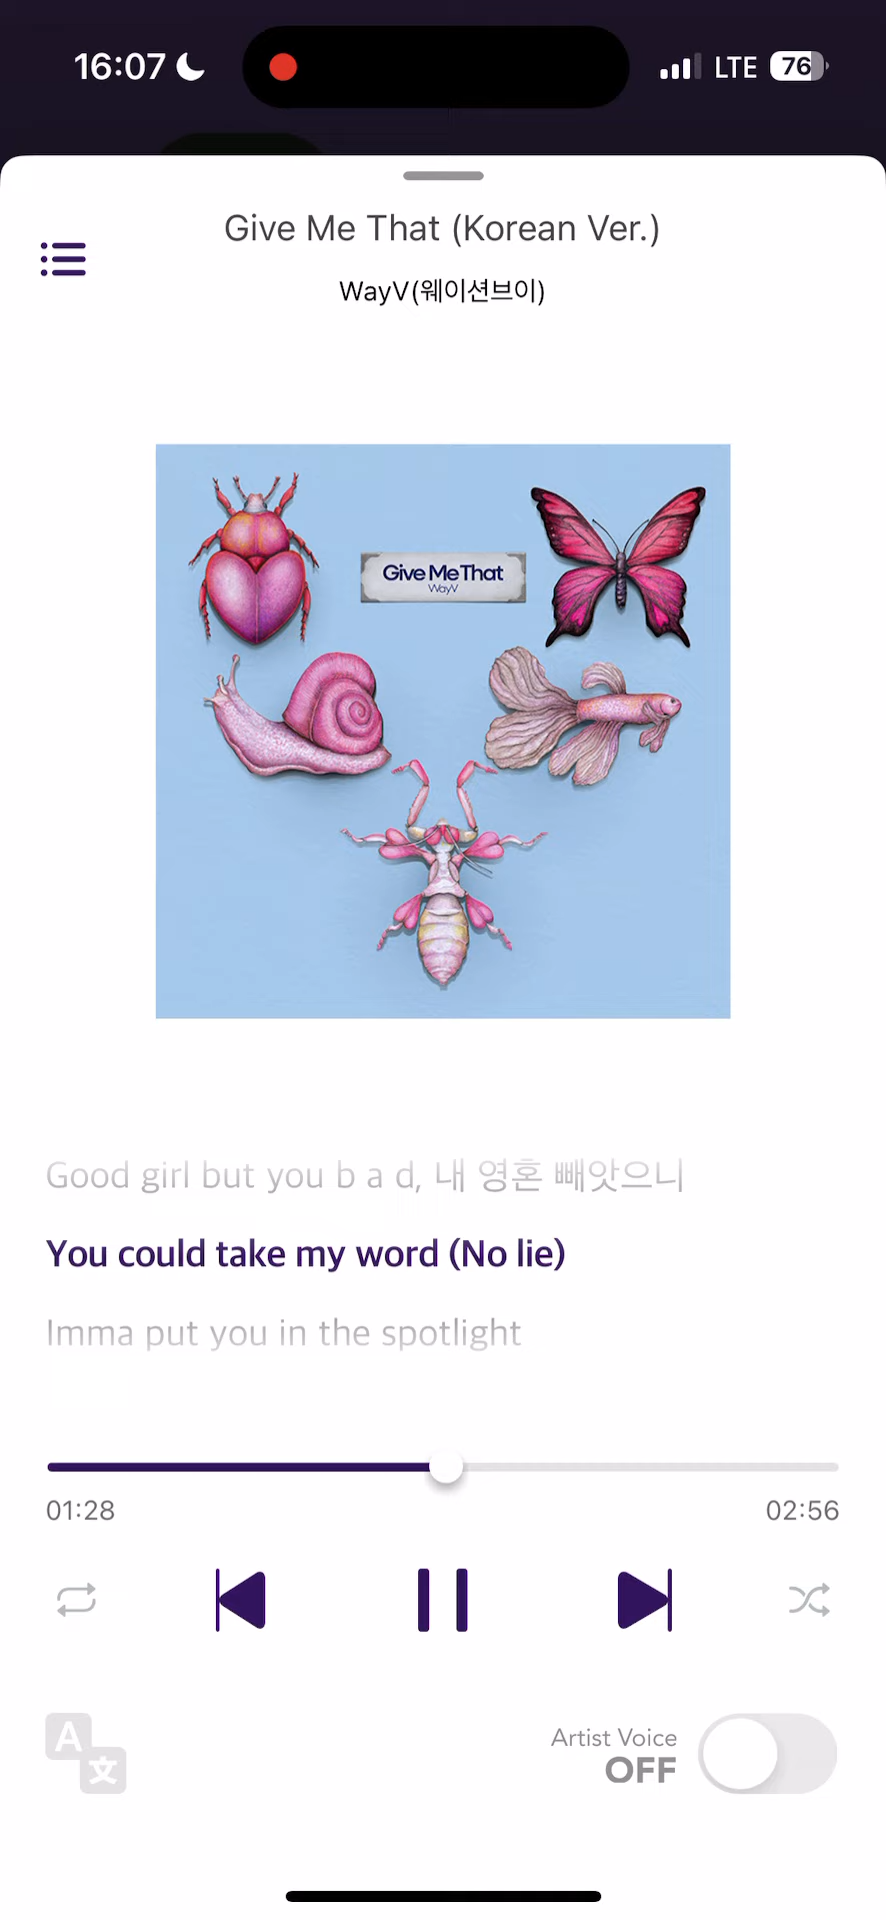 16:07
LTE 76
Give Me That (Korean Ver.)
WayV(웨이션브이)
Give Me That
WayV
Good girl but you b a d, 내 영혼 빼앗으니
You could take my word (No lie)
Imma put you in the spotlight
01:28
02:56
A
文
Artist Voice
OFF